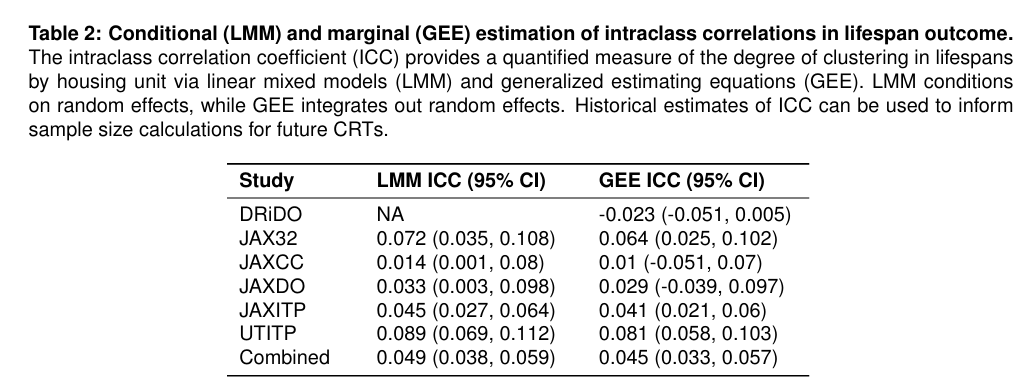 Table 2: Conditional (LMM) and marginal (GEE) estimation of intraclass correlations in lifespan outcome.
The intraclass correlation coefficient (ICC) provides a quantified measure of the degree of clustering in lifespans
by housing unit via linear mixed models (LMM) and generalized estimating equations (GEE). LMM conditions
on random effects, while GEE integrates out random effects. Historical estimates of ICC can be used to inform
sample size calculations for future CRTs.
Study LMM ICC (95% CI) GEE ICC (95% CI)
DRiDO NA -0.023 (-0.051, 0.005)
JAX32 0.072 (0.035, 0.108) 0.064 (0.025, 0.102)
JAXCC 0.014 (0.001, 0.08) 0.01 (-0.051, 0.07)
JAXDO 0.033 (0.003, 0.098) 0.029 (-0.039, 0.097)
JAXITP 0.045 (0.027, 0.064) 0.041 (0.021, 0.06)
UTITP 0.089 (0.069, 0.112) 0.081 (0.058, 0.103)
Combined 0.049 (0.038, 0.059) 0.045 (0.033, 0.057)